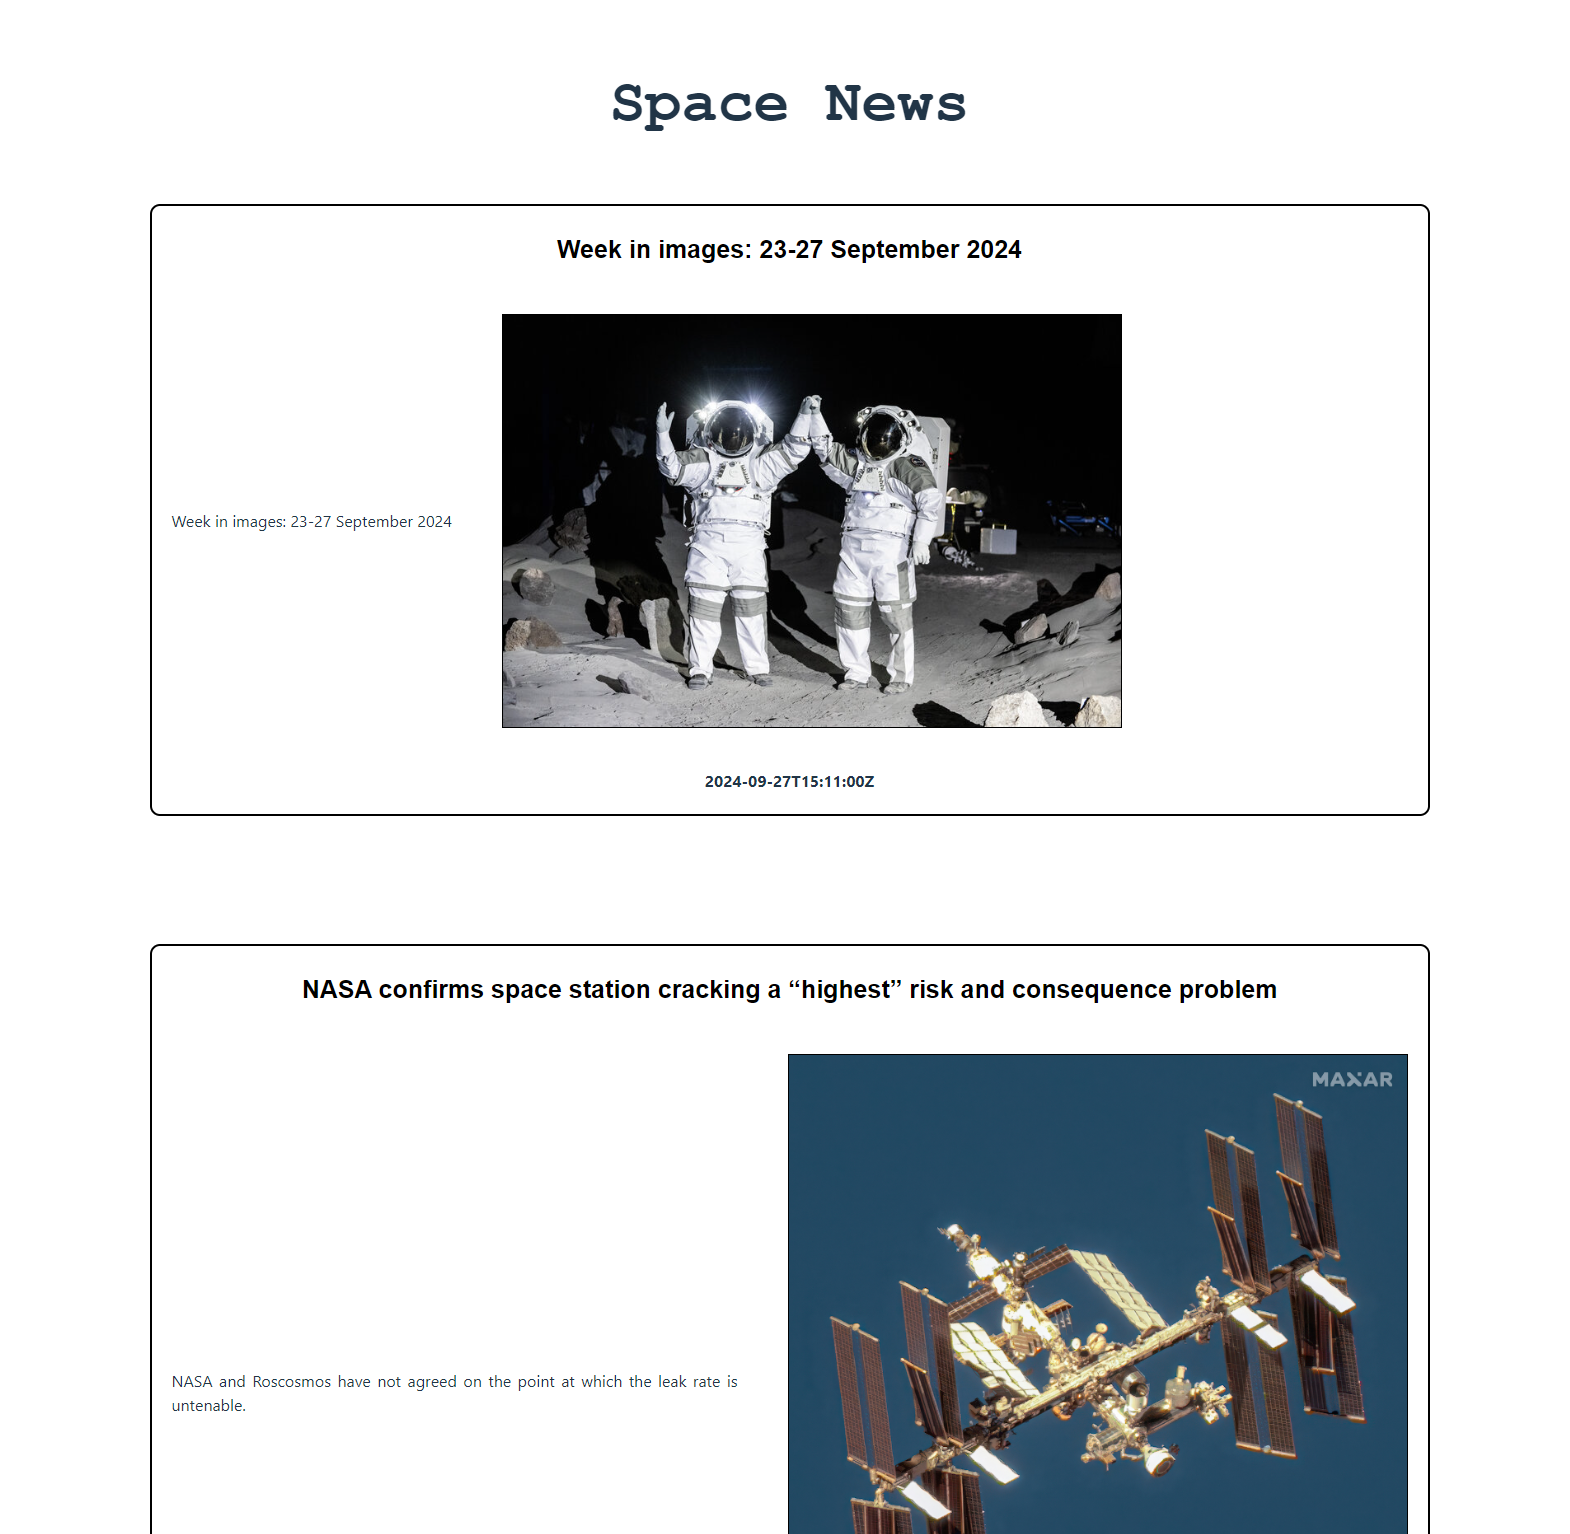 Space News
Week in images: 23-27 September 2024
Week in images: 23-27 September 2024
2024-09-27T15:11:00Z
NASA confirms space station cracking a “highest” risk and consequence problem
MAXAR
NASA and Roscosmos have not agreed on the point at which the leak rate is
untenable.